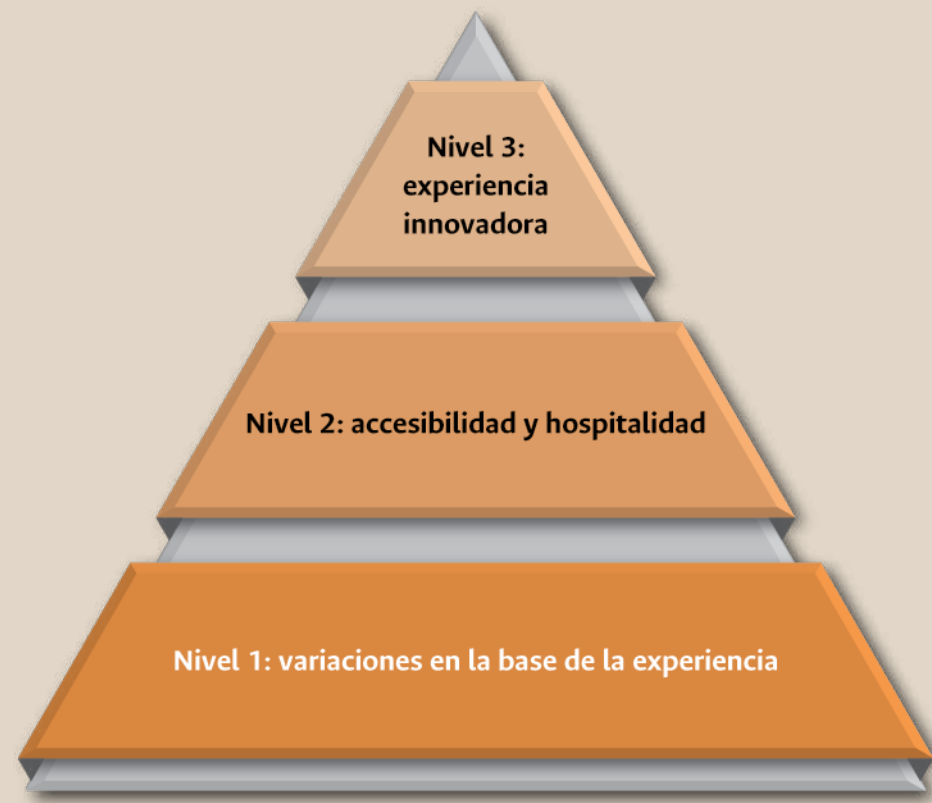 Nivel 3:
experiencia
innovadora
Nivel 2: accesibilidad y hospitalidad
Nivel 1: variaciones en la base de la experiencia